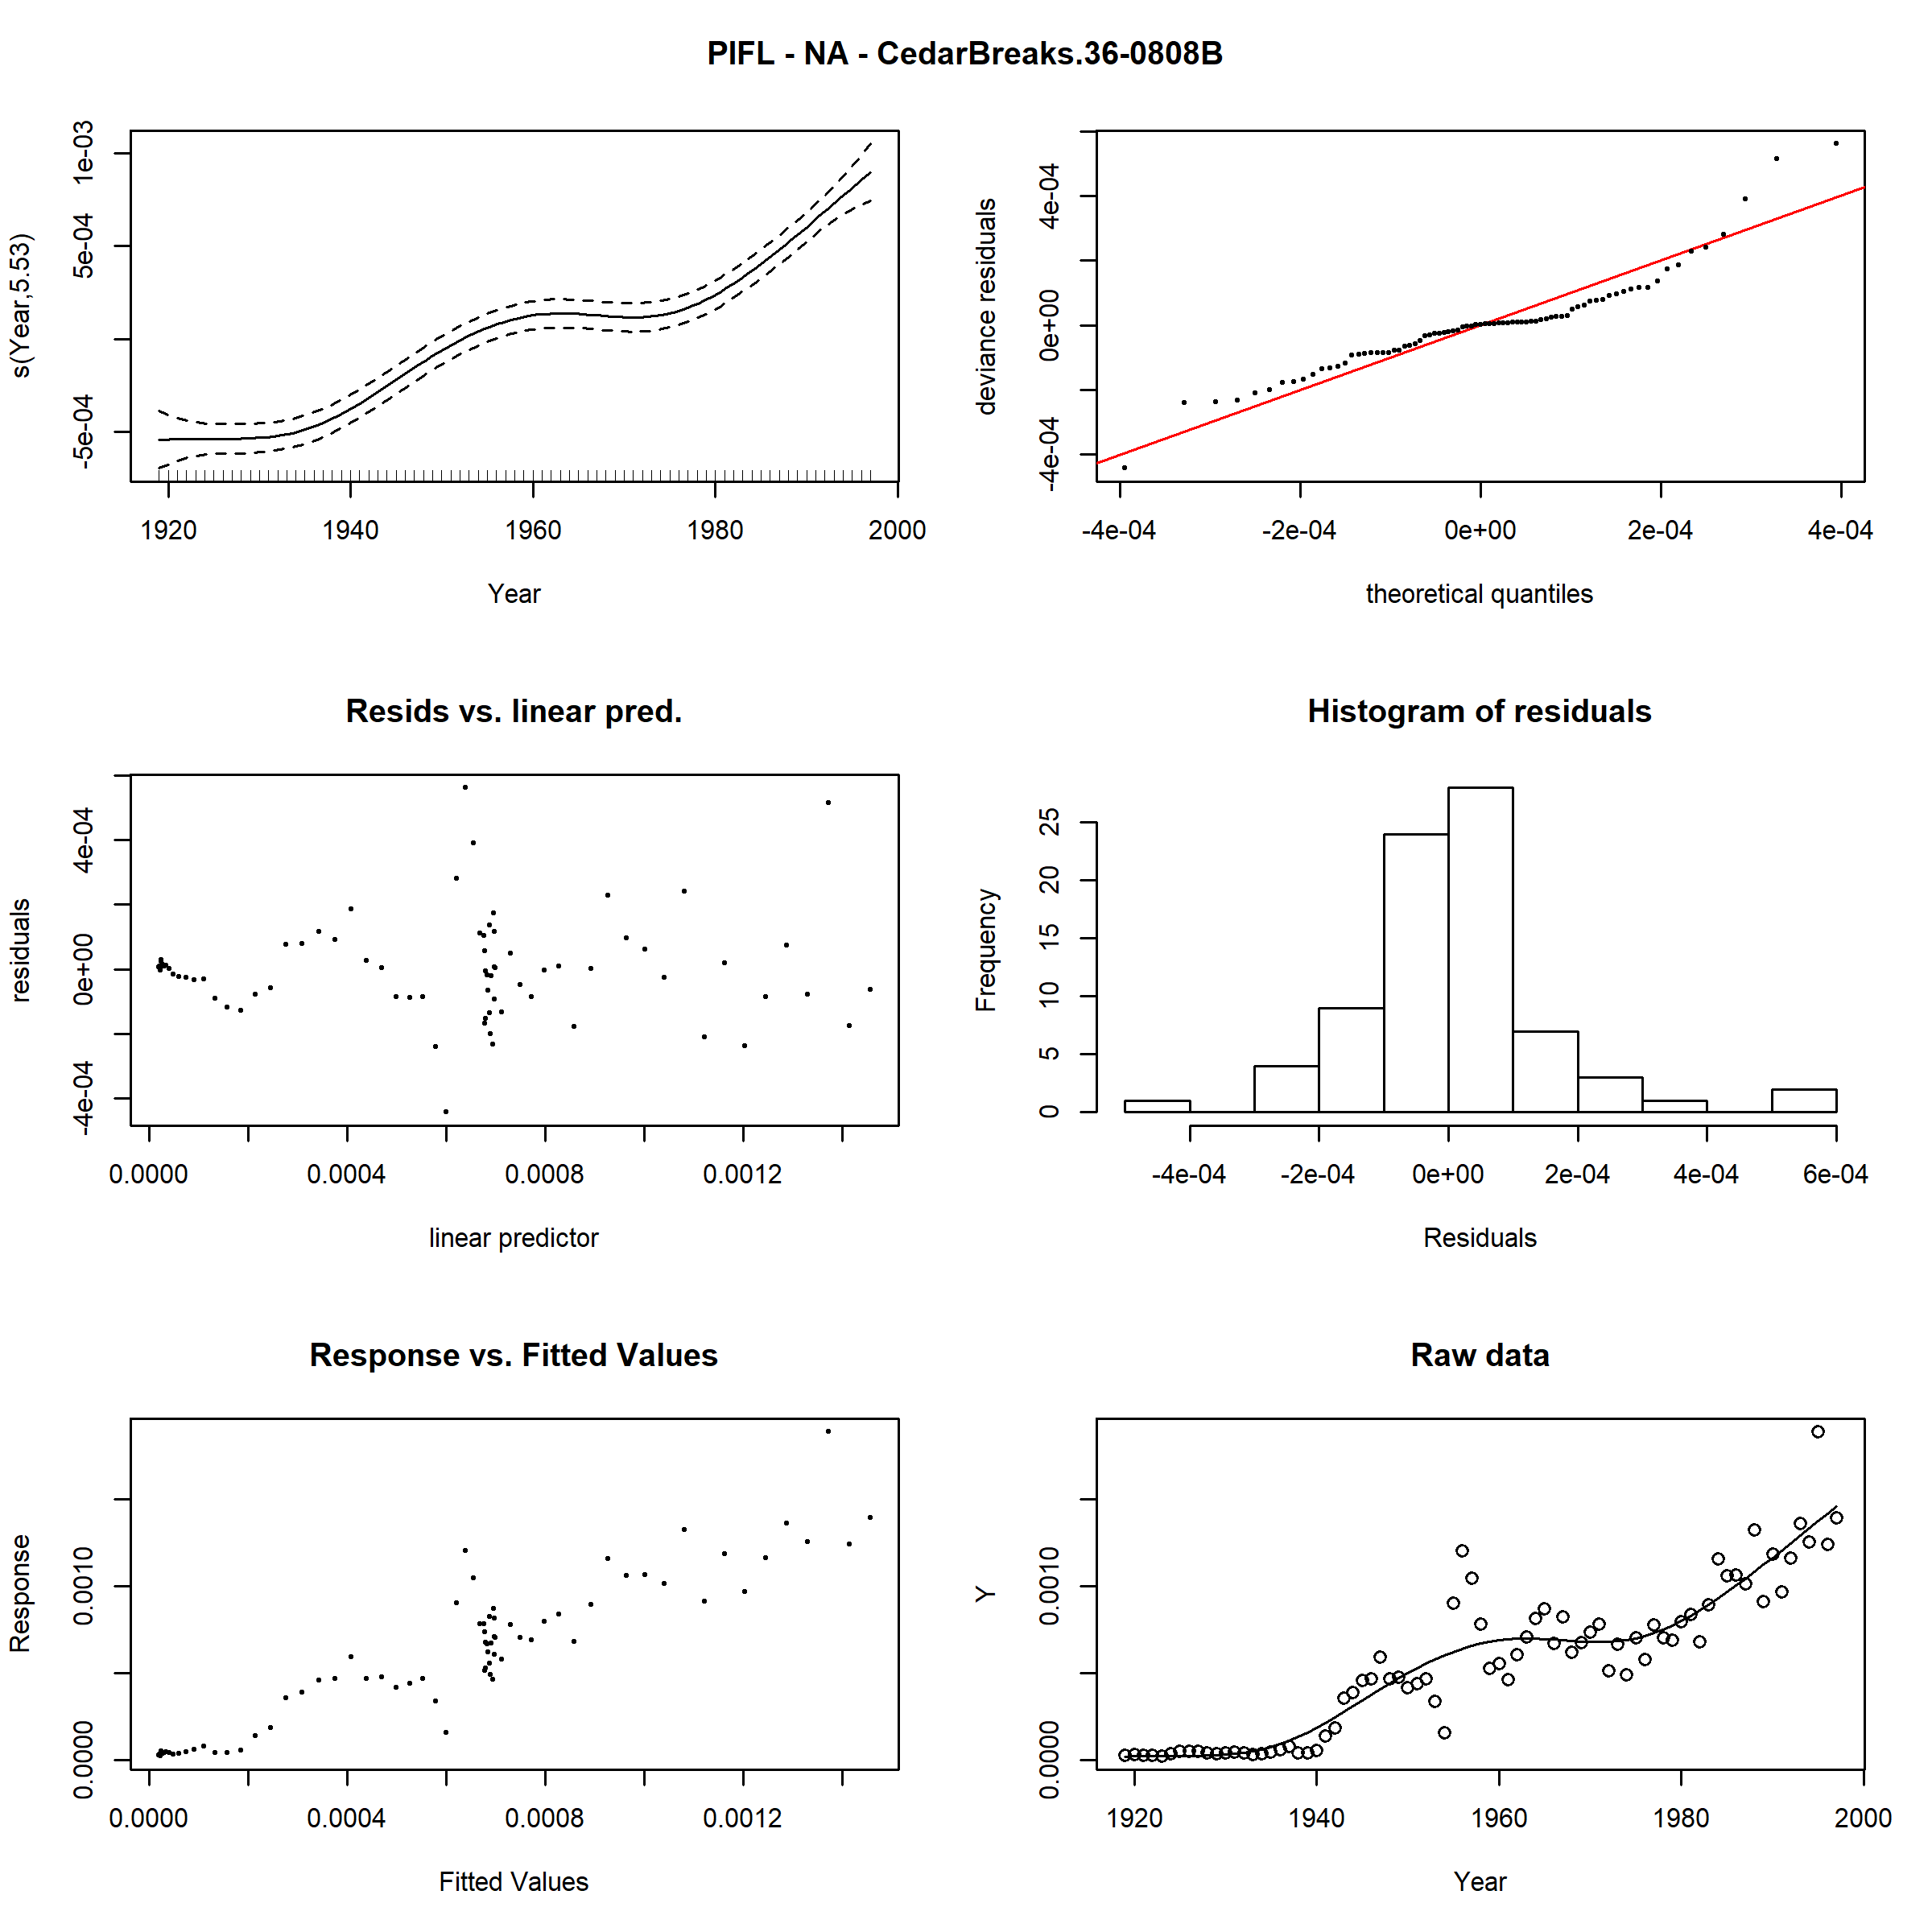 PIFL - NA - CedarBreaks.36-0808B
s(Year,5.53)
1e-03
5e-04
-5e-04
1920 1940 1960 1980 2000
Year
deviance residuals
4e-04
0e+00
-4e-04
-4e-04 -2e-04 0e+00 2e-04 4e-04
theoretical quantiles
Resids vs. linear pred.
residuals
4e-04
0e+00
-4e-04
0.0000 0.0004 0.0008 0.0012
linear predictor
Histogram of residuals
Frequency
25
20
15
10
5
0
-4e-04 -2e-04 0e+00 2e-04 4e-04 6e-04
Residuals
Response vs. Fitted Values
Response
0.0010
0.0000
0.0000 0.0004 0.0008 0.0012
Fitted Values
Raw data
Y
0.0010
0.0000
1920 1940 1960 1980 2000
Year